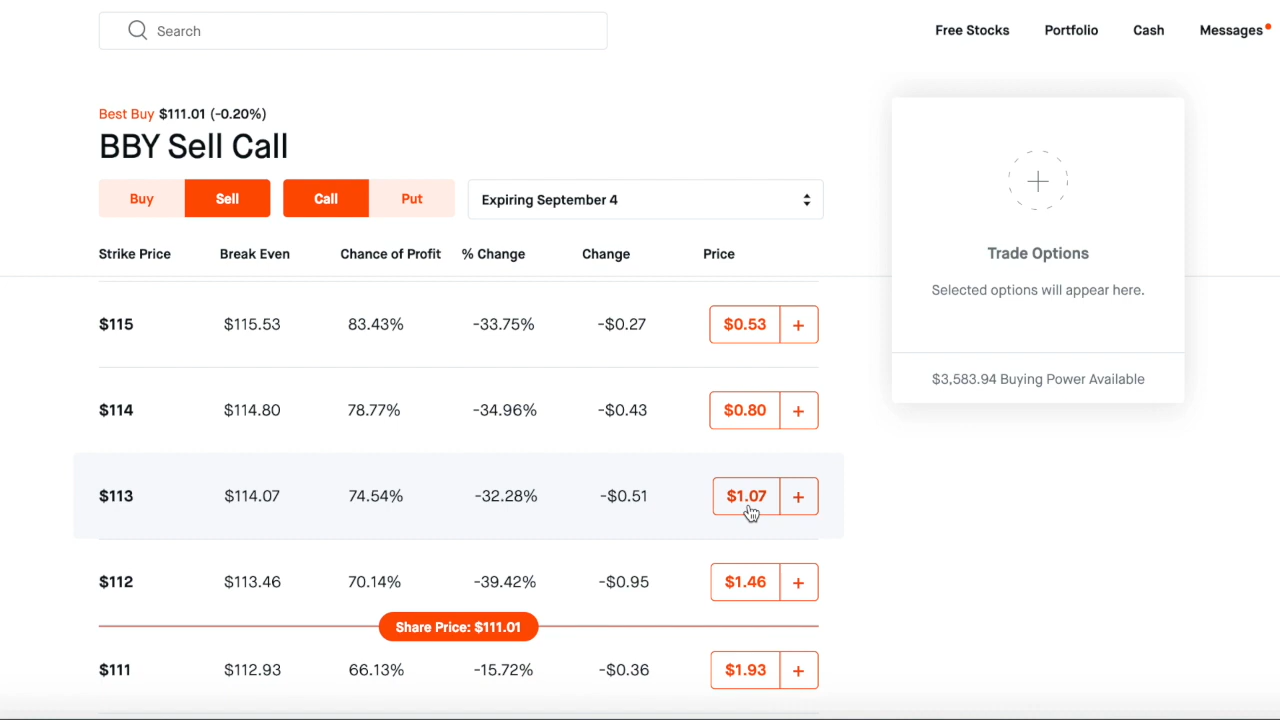 Search
Free Stocks Portfolio Cash Messages
Best Buy $111.01 (-0.20%)
BBY Sell Call
Buy Sell Call Put Expiring September 4
Strike Price Break Even Chance of Profit % Change Change Price
$115 $115.53 83.43% -33.75% -$0.27 $0.53 +
$114 $114.80 78.77% -34.96% -$0.43 $0.80 +
$113 $114.07 74.54% -32.28% -$0.51 $1.07 +
$112 $113.46 70.14% -39.42% -$0.95 $1.46 +
Share Price: $111.01
$111 $112.93 66.13% -15.72% -$0.36 $1.93 +
Trade Options
Selected options will appear here.
$3,583.94 Buying Power Available